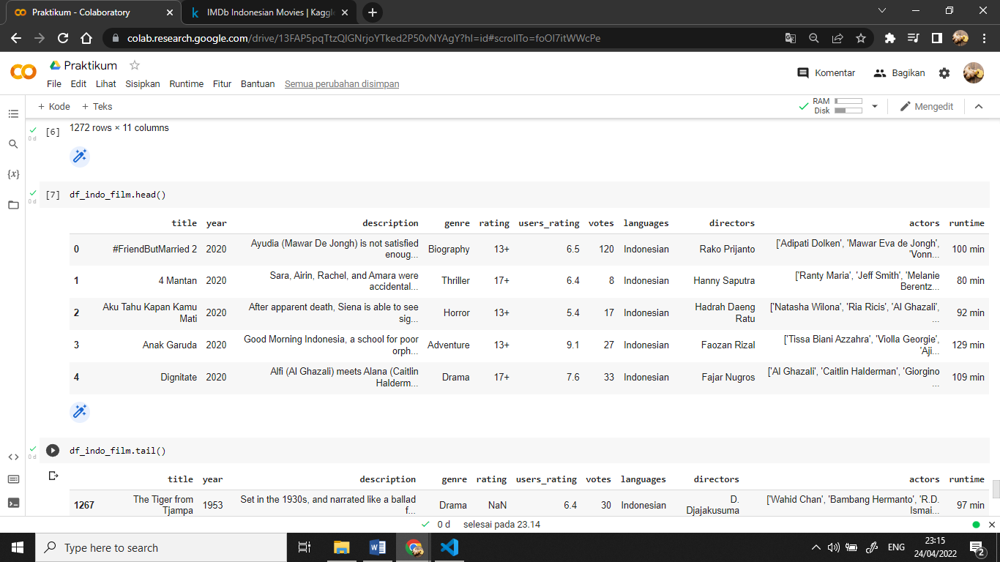 Praktikum - Colaboratory
IMDb Indonesian Movies | Kaggle
colab.research.google.com/drive/13FAP5pqTtzQlGNrjoYTked2P50vNYAgY?hl=id#scrollTo=foOl7itWWcPe
Praktikum
File Edit Lihat Sisipkan Runtime Fitur Bantuan Semua perubahan disimpan
Komentar Bagikan
+ Kode + Teks
RAM
Disk
Mengedit
0 d
[6]
1272 rows × 11 columns
{x}
0 d
[7]
df_indo_film.head()
title year description genre rating users_rating votes languages directors actors runtime
0 #FriendButMarried 2 2020 Ayudia (Mawar De Jongh) is not satisfied enoug... Biography 13+ 6.5 120 Indonesian Rako Prijanto ['Adipati Dolken', 'Mawar Eva de Jongh', 'Vonn... 100 min
1 4 Mantan 2020 Sara, Airin, Rachel, and Amara were accidental... Thriller 17+ 6.4 8 Indonesian Hanny Saputra ['Ranty Maria', 'Jeff Smith', 'Melanie Berentz... 80 min
2 Aku Tahu Kapan Kamu Mati 2020 After apparent death, Siena is able to see sig... Horror 13+ 5.4 17 Indonesian Hadrah Daeng Ratu ['Natasha Wilona', 'Ria Ricis', 'Al Ghazali', ... 92 min
3 Anak Garuda 2020 Good Morning Indonesia, a school for poor orph... Adventure 13+ 9.1 27 Indonesian Faozan Rizal ['Tissa Biani Azzahra', 'Violla Georgie', 'Aji... 129 min
4 Dignitate 2020 Alfi (Al Ghazali) meets Alana (Caitlin Halderm... Drama 17+ 7.6 33 Indonesian Fajar Nugros ['Al Ghazali', 'Caitlin Halderman', 'Giorgino ... 109 min
0 d
df_indo_film.tail()
title year description genre rating users_rating votes languages directors actors runtime
1267 The Tiger from Tjampa 1953 Set in the 1930s, and narrated like a ballad f... Drama NaN 6.4 30 Indonesian D. Djajakusuma ['Wahid Chan', 'Bambang Hermanto', 'R.D. Ismai... 97 min
0 d selesai pada 23.14
Type here to search
ENG
23:15
24/04/2022
2